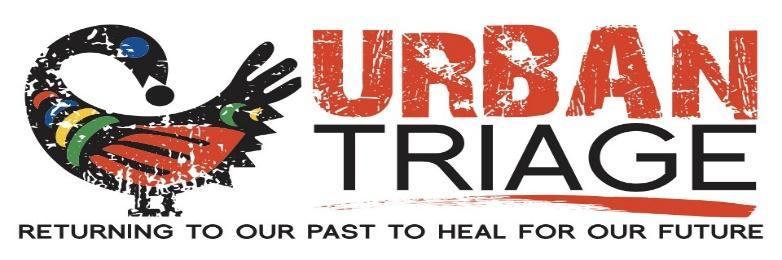 URBAN
TRIAGE
RETURNING TO OUR PAST TO HEAL FOR OUR FUTURE